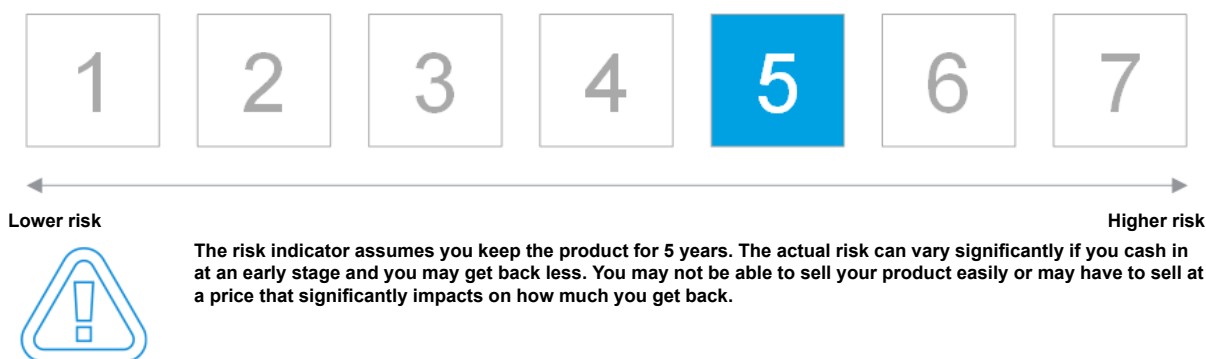 1 2 3 4 5 6 7
Lower risk Higher risk
The risk indicator assumes you keep the product for 5 years. The actual risk can vary significantly if you cash in
at an early stage and you may get back less. You may not be able to sell your product easily or may have to sell at
a price that significantly impacts on how much you get back.